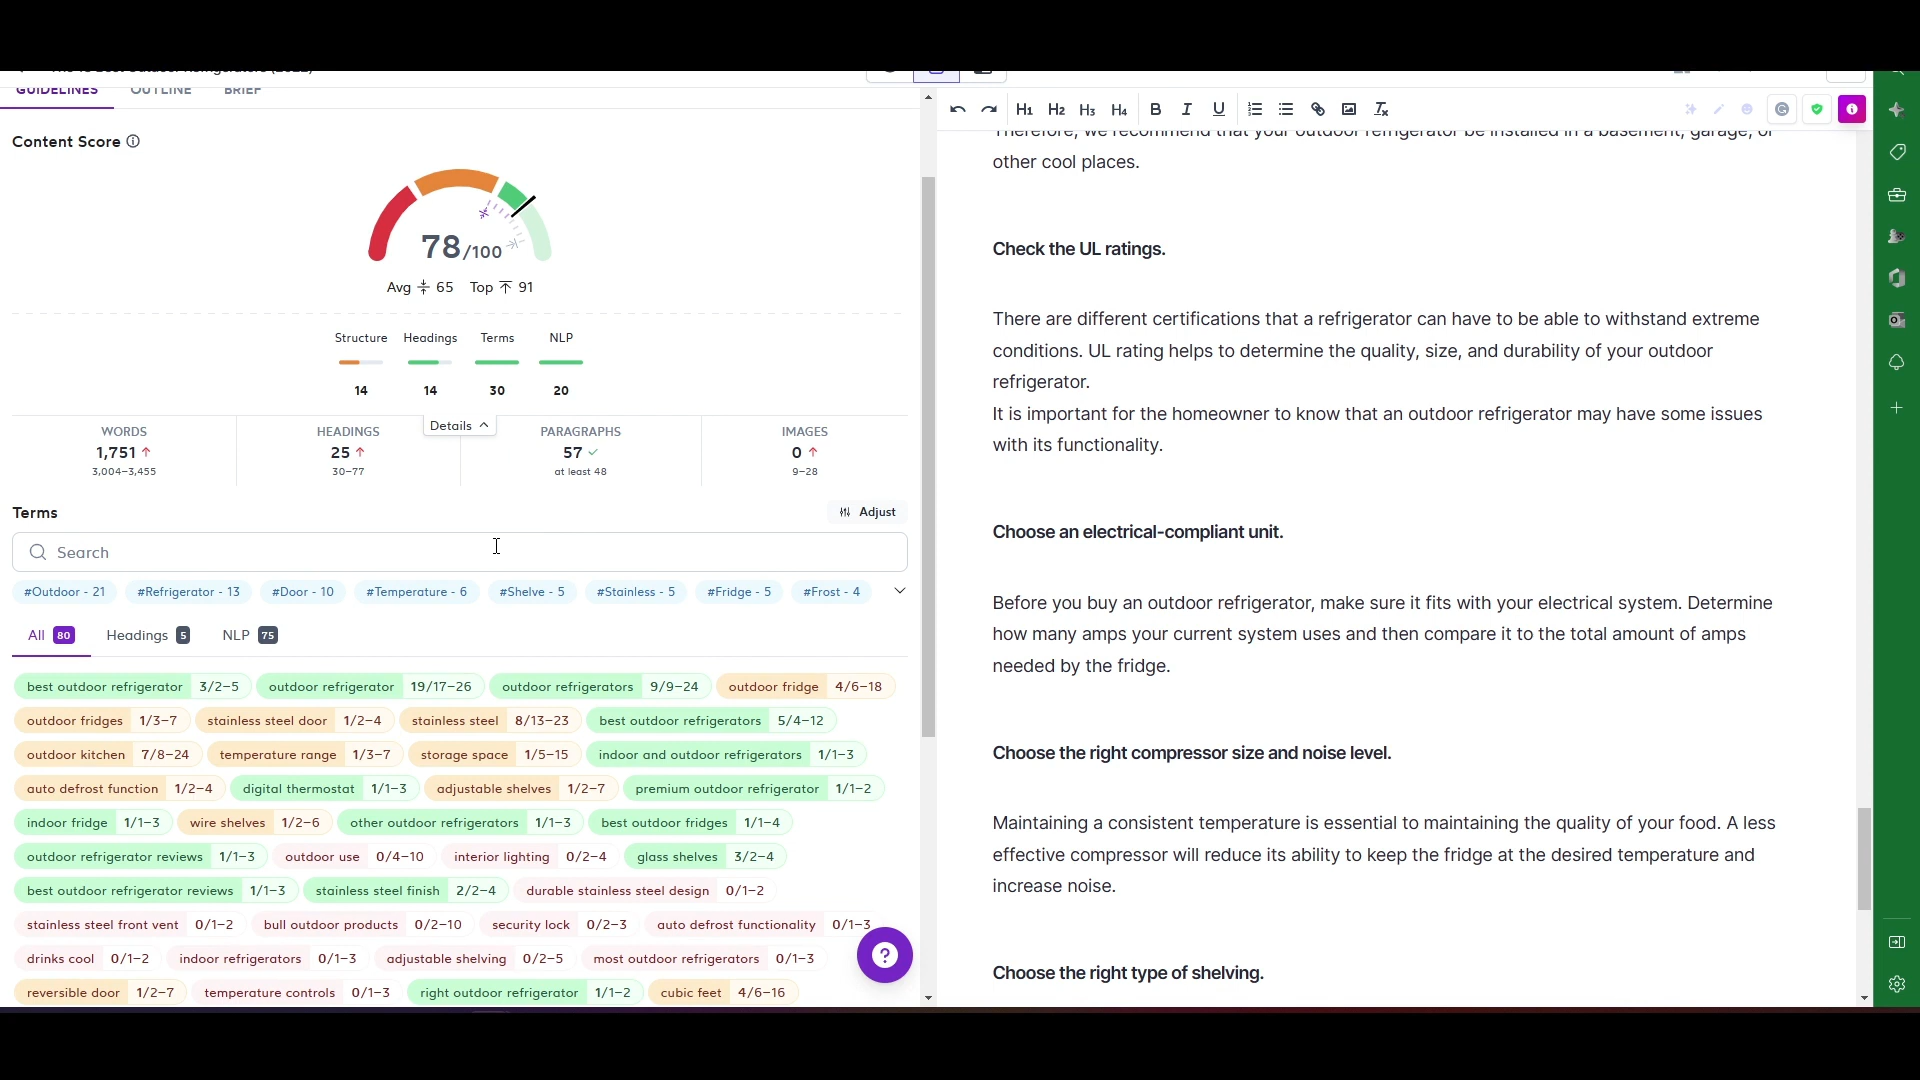 GUIDELINES OUTLINE BRIEF
Content Score
78/100
Avg 65 Top 91
Structure Headings Terms NLP
14 14 30 20
Details
WORDS HEADINGS PARAGRAPHS IMAGES
1,751 25 57 0
3,004–3,455 30–77 at least 48 9–28
Terms Adjust
Search
#Outdoor - 21 #Refrigerator - 13 #Door - 10 #Temperature - 6 #Shelve - 5 #Stainless - 5 #Fridge - 5 #Frost - 4
All 80 Headings 5 NLP 75
best outdoor refrigerator 3/2–5 outdoor refrigerator 19/17–26 outdoor refrigerators 9/9–24 outdoor fridge 4/6–18
outdoor fridges 1/3–7 stainless steel door 1/2–4 stainless steel 8/13–23 best outdoor refrigerators 5/4–12
outdoor kitchen 7/8–24 temperature range 1/3–7 storage space 1/5–15 indoor and outdoor refrigerators 1/1–3
auto defrost function 1/2–4 digital thermostat 1/1–3 adjustable shelves 1/2–7 premium outdoor refrigerator 1/1–2
indoor fridge 1/1–3 wire shelves 1/2–6 other outdoor refrigerators 1/1–3 best outdoor fridges 1/1–4
outdoor refrigerator reviews 1/1–3 outdoor use 0/4–10 interior lighting 0/2–4 glass shelves 3/2–4
best outdoor refrigerator reviews 1/1–3 stainless steel finish 2/2–4 durable stainless steel design 0/1–2
stainless steel front vent 0/1–2 bull outdoor products 0/2–10 security lock 0/2–3 auto defrost functionality 0/1–3
drinks cool 0/1–2 indoor refrigerators 0/1–3 adjustable shelving 0/2–5 most outdoor refrigerators 0/1–3
reversible door 1/2–7 temperature controls 0/1–3 right outdoor refrigerator 1/1–2 cubic feet 4/6–16
?
H1 H2 H3 H4 B I U
Therefore, we recommend that your outdoor refrigerator be installed in a basement, garage, or
other cool places.
Check the UL ratings.
There are different certifications that a refrigerator can have to be able to withstand extreme
conditions. UL rating helps to determine the quality, size, and durability of your outdoor
refrigerator.
It is important for the homeowner to know that an outdoor refrigerator may have some issues
with its functionality.
Choose an electrical-compliant unit.
Before you buy an outdoor refrigerator, make sure it fits with your electrical system. Determine
how many amps your current system uses and then compare it to the total amount of amps
needed by the fridge.
Choose the right compressor size and noise level.
Maintaining a consistent temperature is essential to maintaining the quality of your food. A less
effective compressor will reduce its ability to keep the fridge at the desired temperature and
increase noise.
Choose the right type of shelving.